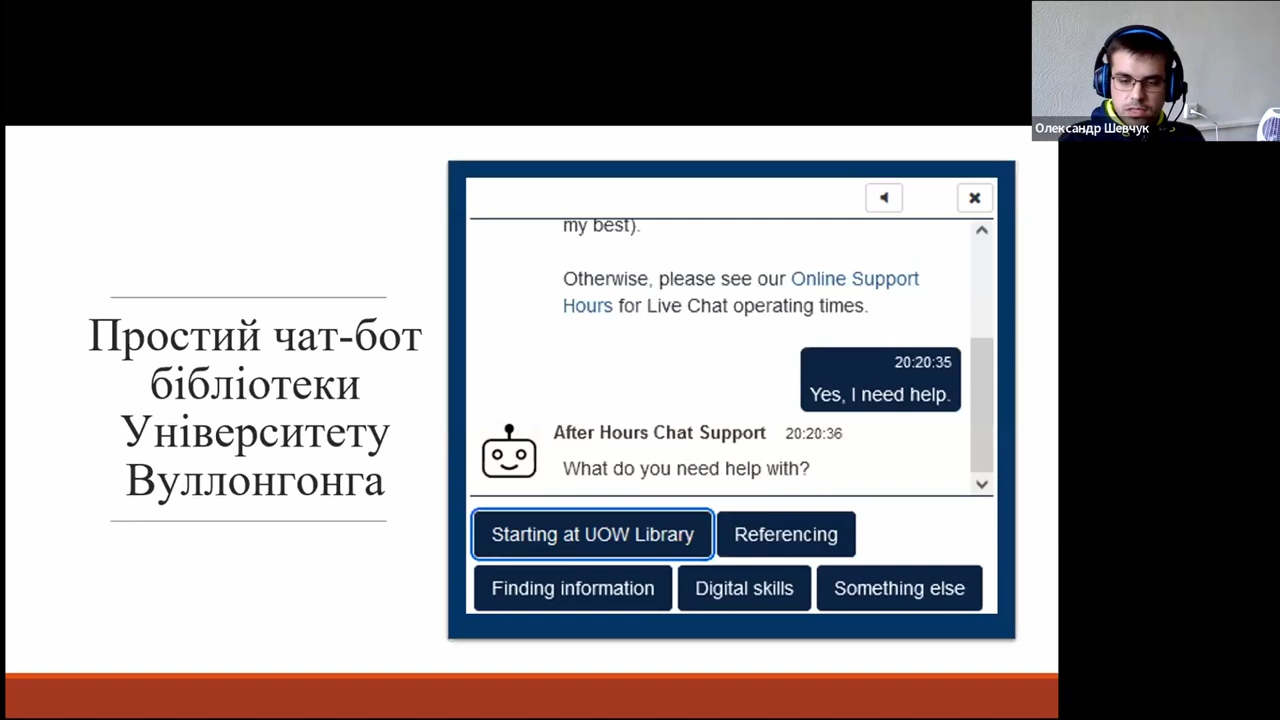 Олександр Шевчук
Простий чат-бот
бібліотеки
Університету
Вуллонгонга
my best).
Otherwise, please see our Online Support
Hours for Live Chat operating times.
20:20:35
Yes, I need help.
After Hours Chat Support 20:20:36
What do you need help with?
Starting at UOW Library Referencing
Finding information Digital skills Something else